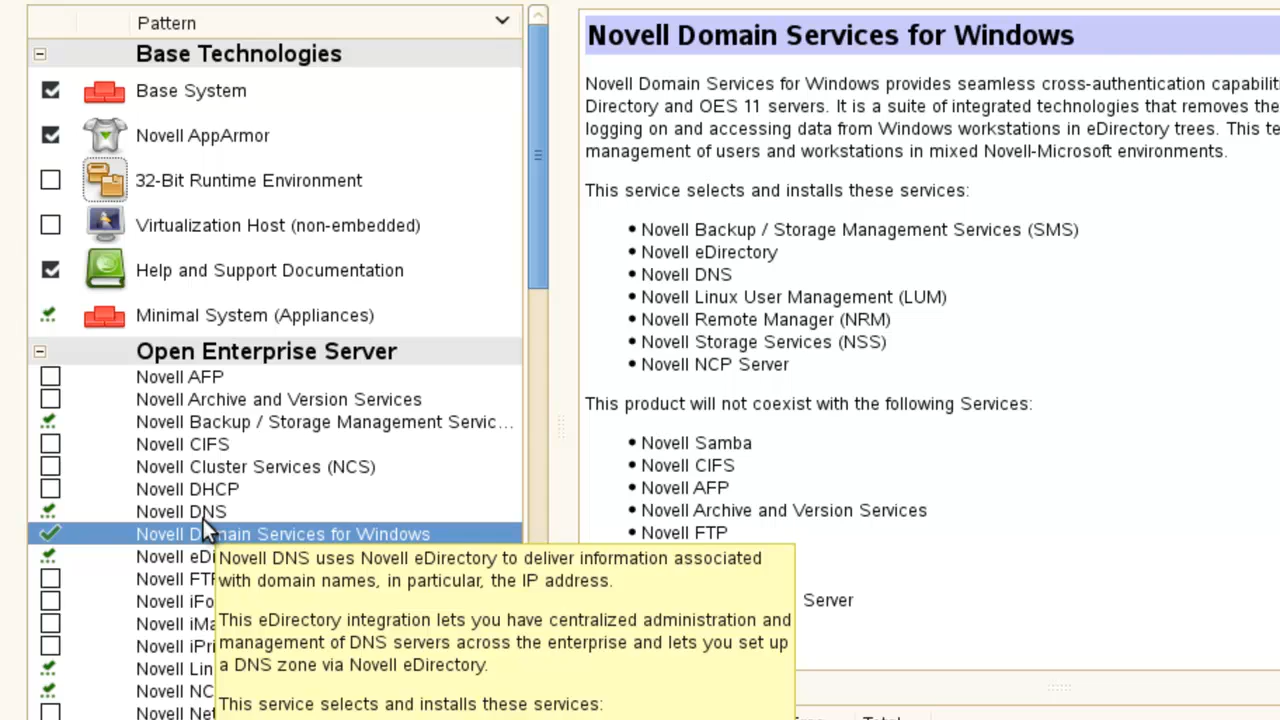 Pattern
Base Technologies
Base System
Novell AppArmor
32-Bit Runtime Environment
Virtualization Host (non-embedded)
Help and Support Documentation
Minimal System (Appliances)
Open Enterprise Server
Novell AFP
Novell Archive and Version Services
Novell Backup / Storage Management Servic...
Novell CIFS
Novell Cluster Services (NCS)
Novell DHCP
Novell DNS
Novell Domain Services for Windows
Novell eDi
Novell FT
Novell iFo
Novell iMa
Novell iPri
Novell Lin
Novell NC
Novell Net
Novell DNS uses Novell eDirectory to deliver information associated
with domain names, in particular, the IP address.
This eDirectory integration lets you have centralized administration and
management of DNS servers across the enterprise and lets you set up
a DNS zone via Novell eDirectory.
This service selects and installs these services:
Novell Domain Services for Windows
Novell Domain Services for Windows provides seamless cross-authentication capabiliti
Directory and OES 11 servers. It is a suite of integrated technologies that removes the
logging on and accessing data from Windows workstations in eDirectory trees. This te
management of users and workstations in mixed Novell-Microsoft environments.
This service selects and installs these services:
• Novell Backup / Storage Management Services (SMS)
• Novell eDirectory
• Novell DNS
• Novell Linux User Management (LUM)
• Novell Remote Manager (NRM)
• Novell Storage Services (NSS)
• Novell NCP Server
This product will not coexist with the following Services:
• Novell Samba
• Novell CIFS
• Novell AFP
• Novell Archive and Version Services
• Novell FTP
Server
Total